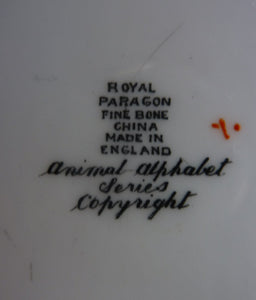 ROYAL
PARAGON
FINE BONE
CHINA
MADE IN
ENGLAND
Animal Alphabet
Series
Copyright